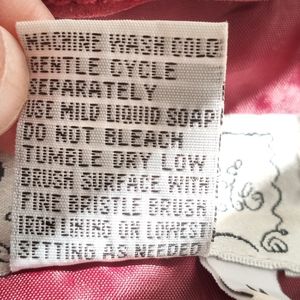 MACHINE WASH COLD
GENTLE CYCLE
SEPARATELY
USE MILD LIQUID SOAP
DO NOT BLEACH
TUMBLE DRY LOW
BRUSH SURFACE WITH
FINE BRISTLE BRUSH
IRON LINING ON LOWEST
SETTING AS NEEDED